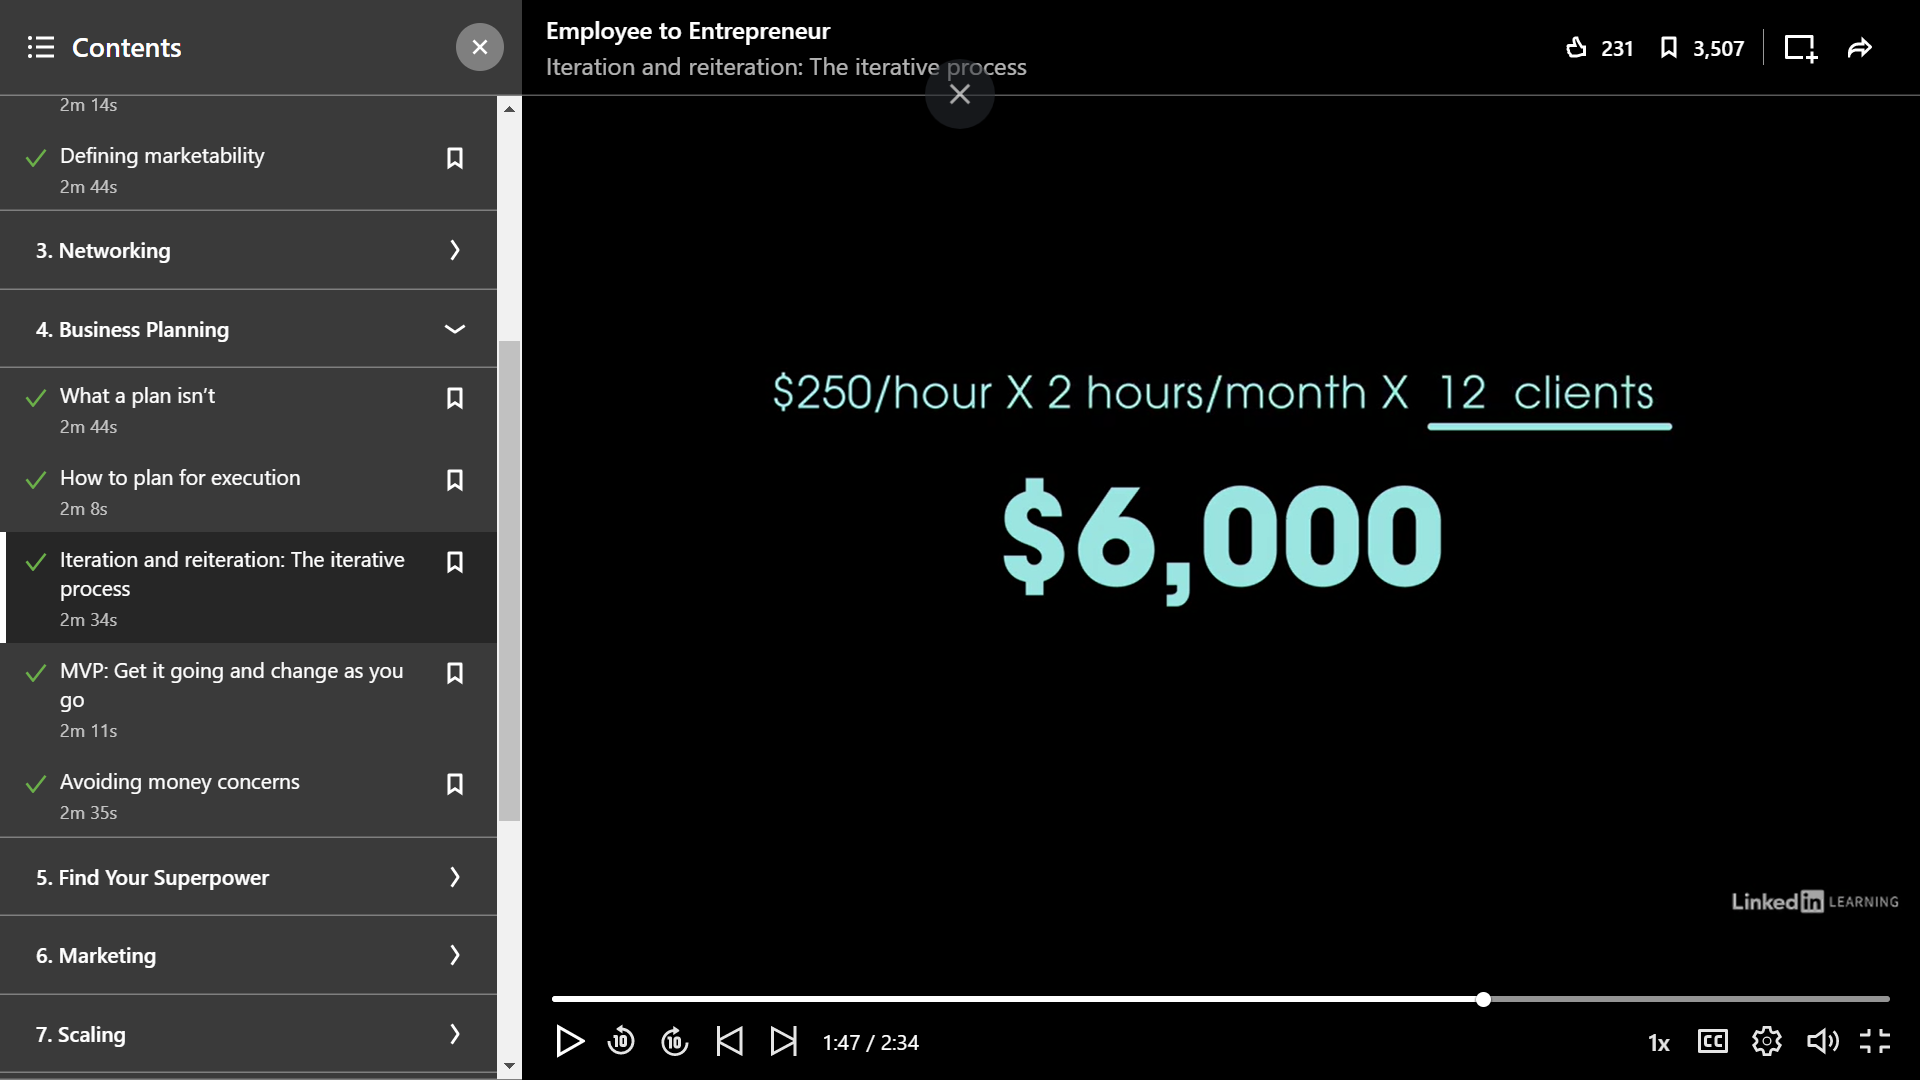 Contents
2m 14s
Defining marketability
2m 44s
3. Networking
4. Business Planning
What a plan isn’t
2m 44s
How to plan for execution
2m 8s
Iteration and reiteration: The iterative
process
2m 34s
MVP: Get it going and change as you
go
2m 11s
Avoiding money concerns
2m 35s
5. Find Your Superpower
6. Marketing
7. Scaling
Employee to Entrepreneur
Iteration and reiteration: The iterative process
231
3,507
$250/hour X 2 hours/month X 12 clients
$6,000
Linked in LEARNING
10
10
1:47 / 2:34
1x
CC